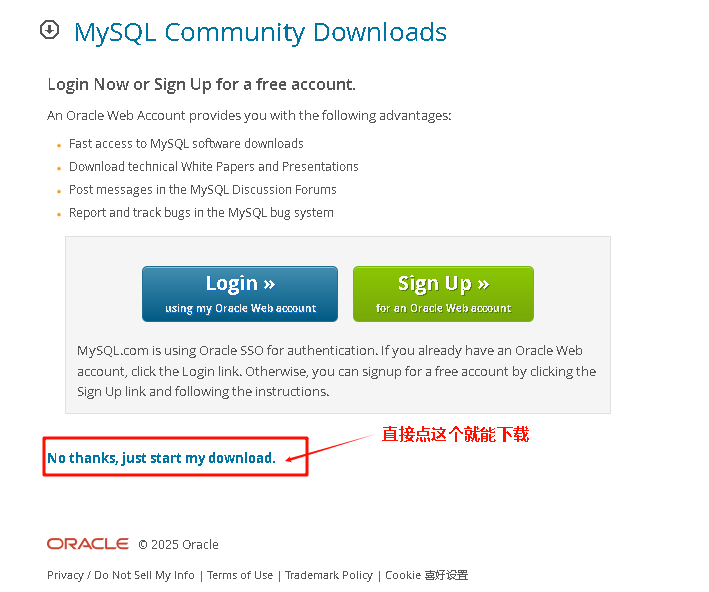 MySQL Community Downloads
Login Now or Sign Up for a free account.
An Oracle Web Account provides you with the following advantages:
Fast access to MySQL software downloads
Download technical White Papers and Presentations
Post messages in the MySQL Discussion Forums
Report and track bugs in the MySQL bug system
Login »
using my Oracle Web account
Sign Up »
for an Oracle Web account
MySQL.com is using Oracle SSO for authentication. If you already have an Oracle Web
account, click the Login link. Otherwise, you can signup for a free account by clicking the
Sign Up link and following the instructions.
直接点这个就能下载
No thanks, just start my download.
ORACLE © 2025 Oracle
Privacy / Do Not Sell My Info | Terms of Use | Trademark Policy | Cookie 喜好设置